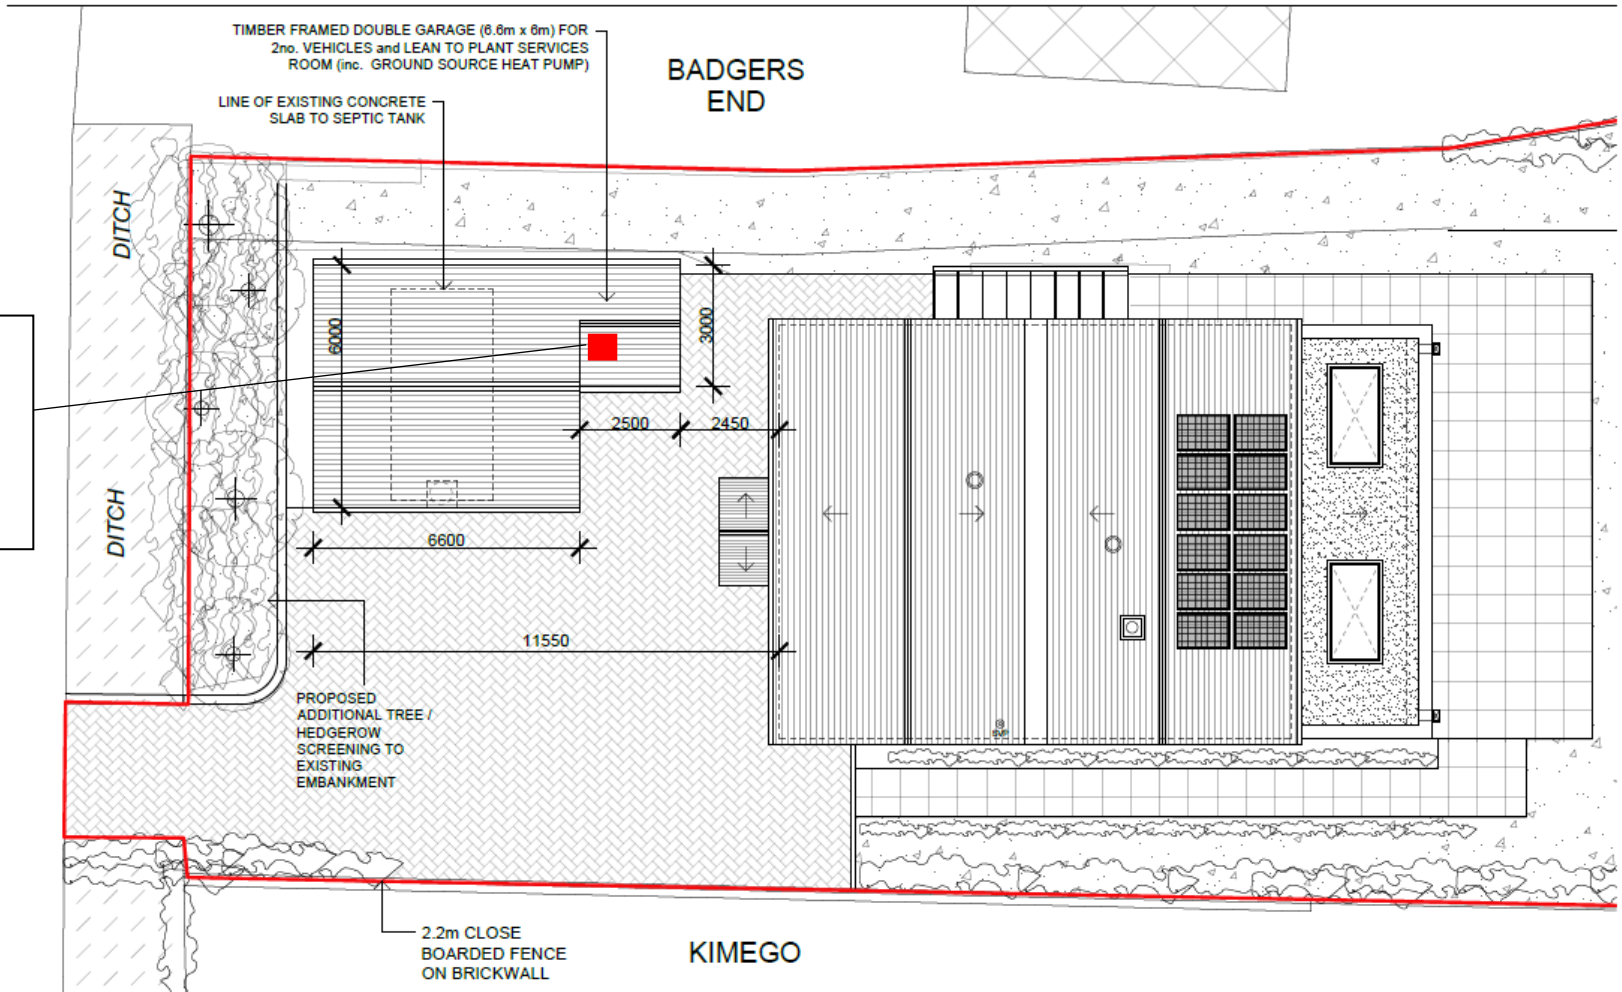 TIMBER FRAMED DOUBLE GARAGE (6.6m x 6m) FOR
2no. VEHICLES and LEAN TO PLANT SERVICES
ROOM (inc. GROUND SOURCE HEAT PUMP)
BADGERS
END
LINE OF EXISTING CONCRETE
SLAB TO SEPTIC TANK
DITCH
6000
3000
2500
2450
DITCH
6600
11550
PROPOSED
ADDITIONAL TREE /
HEDGEROW
SCREENING TO
EXISTING
EMBANKMENT
SVP
2.2m CLOSE
BOARDED FENCE
ON BRICKWALL
KIMEGO